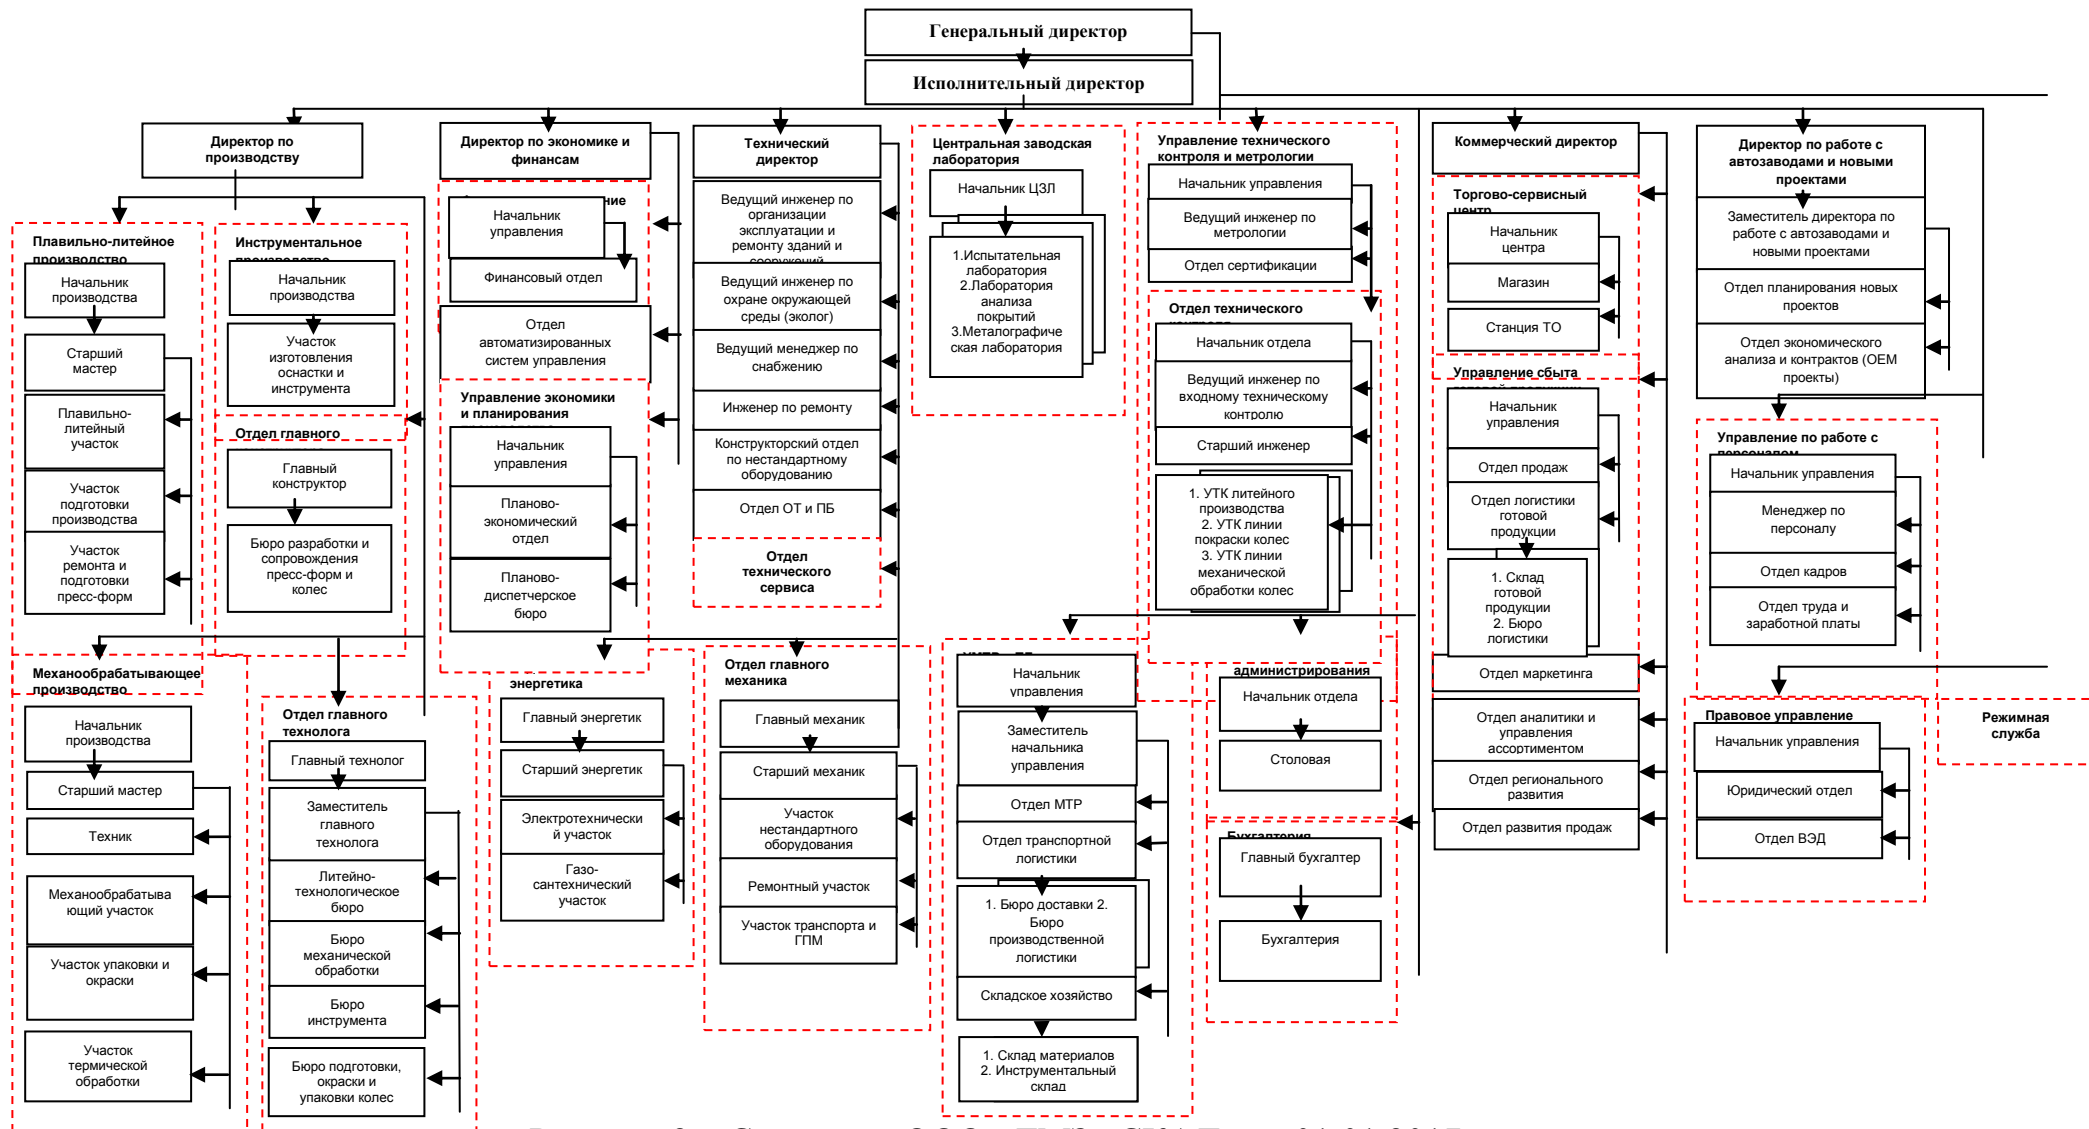 Генеральный директор
Исполнительный директор
Директор по
производству
Плавильно-литейное
производство
Начальник
производства
Старший
мастер
Плавильно-
литейный
участок
Участок
подготовки
производства
Участок
ремонта и
подготовки
пресс-форм
Инструментальное
производство
Начальник
производства
Участок
изготовления
оснастки и
инструмента
Отдел главного
Главный
конструктор
Бюро разработки и
сопровождения
пресс-форм и
колес
Механообрабатывающее
производство
Начальник
производства
Старший мастер
Техник
Механообрабатыва
ющий участок
Участок упаковки и
окраски
Участок
термической
обработки
Отдел главного
технолога
Главный технолог
Заместитель
главного
технолога
Литейно-
технологическое
бюро
Бюро
механической
обработки
Бюро
инструмента
Бюро подготовки,
окраски и
упаковки колес
Директор по экономике и
финансам
ние
Начальник
управления
Финансовый отдел
Отдел
автоматизированных
систем управления
Управление экономики
и планирования
Начальник
управления
Планово-
экономический
отдел
Планово-
диспетчерское
бюро
энергетика
Главный энергетик
Старший энергетик
Электротехнически
й участок
Газо-
сантехнический
участок
Технический
директор
Ведущий инженер по
организации
эксплуатации и
ремонту зданий и
сооружений
Ведущий инженер по
охране окружающей
среды (эколог)
Ведущий менеджер по
снабжению
Инженер по ремонту
Конструкторский отдел
по нестандартному
оборудованию
Отдел ОТ и ПБ
Отдел
технического
сервиса
Отдел главного
механика
Главный механик
Старший механик
Участок
нестандартного
оборудования
Ремонтный участок
Участок транспорта и
ГПМ
Центральная заводская
лаборатория
Начальник ЦЗЛ
1.Испытательная
лаборатория
2.Лаборатория
анализа
покрытий
3.Металографиче
ская лаборатория
Управление технического
контроля и метрологии
Начальник управления
Ведущий инженер по
метрологии
Отдел сертификации
Отдел технического
контроля
Начальник отдела
Ведущий инженер по
входному техническому
контролю
Старший инженер
1. УТК литейного
производства
2. УТК линии
покраски колес
3. УТК линии
механической
обработки колес
Начальник
управления
Заместитель
начальника
управления
Отдел МТР
Отдел транспортной
логистики
1. Бюро доставки 2.
Бюро
производственной
логистики
Складское хозяйство
1. Склад материалов
2. Инструментальный
склад
администрирования
Начальник отдела
Столовая
Бухгалтерия
Главный бухгалтер
Бухгалтерия
Коммерческий директор
Торгово-сервисный
центр
Начальник
центра
Магазин
Станция ТО
Управление сбыта
готовой продукции
Начальник
управления
Отдел продаж
Отдел логистики
готовой
продукции
1. Склад
готовой
продукции
2. Бюро
логистики
Отдел маркетинга
Отдел аналитики и
управления
ассортиментом
Отдел регионального
развития
Отдел развития продаж
Директор по работе с
автозаводами и новыми
проектами
Заместитель директора по
работе с автозаводами и
новыми проектами
Отдел планирования новых
проектов
Отдел экономического
анализа и контрактов (OEM
проекты)
Управление по работе с
персоналом
Начальник управления
Менеджер по
персоналу
Отдел кадров
Отдел труда и
заработной платы
Правовое управление
Начальник управления
Юридический отдел
Отдел ВЭД
Режимная
служба